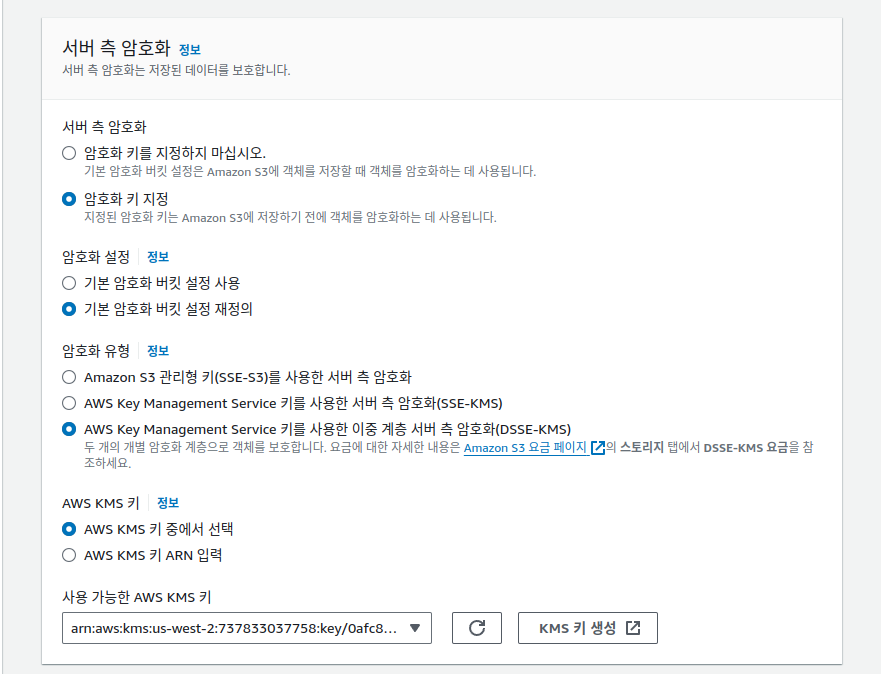 서버 측 암호화 정보
서버 측 암호화는 저장된 데이터를 보호합니다.
서버 측 암호화
암호화 키를 지정하지 마십시오.
기본 암호화 버킷 설정은 Amazon S3에 객체를 저장할 때 객체를 암호화하는 데 사용됩니다.
암호화 키 지정
지정된 암호화 키는 Amazon S3에 저장하기 전에 객체를 암호화하는 데 사용됩니다.
암호화 설정 정보
기본 암호화 버킷 설정 사용
기본 암호화 버킷 설정 재정의
암호화 유형 정보
Amazon S3 관리형 키(SSE-S3)를 사용한 서버 측 암호화
AWS Key Management Service 키를 사용한 서버 측 암호화(SSE-KMS)
AWS Key Management Service 키를 사용한 이중 계층 서버 측 암호화(DSSE-KMS)
두 개의 개별 암호화 계층으로 객체를 보호합니다. 요금에 대한 자세한 내용은 Amazon S3 요금 페이지의 스토리지 탭에서 DSSE-KMS 요금을 참
조하세요.
AWS KMS 키 정보
AWS KMS 키 중에서 선택
AWS KMS 키 ARN 입력
사용 가능한 AWS KMS 키
arn:aws:kms:us-west-2:737833037758:key/0afc8...
KMS 키 생성